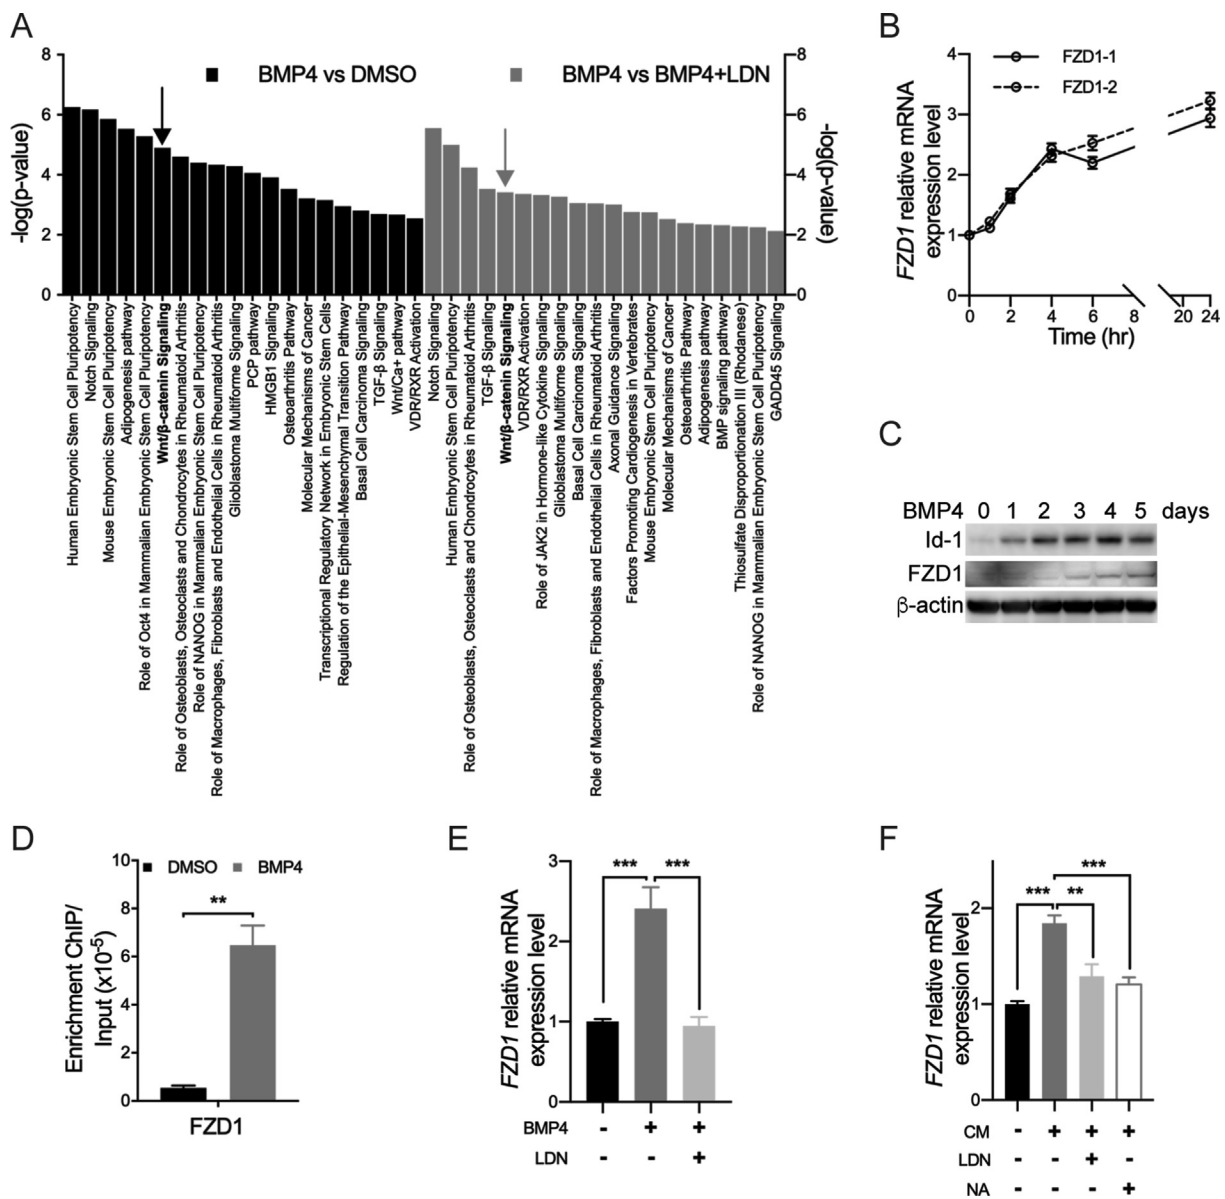 A
8
6
4
2
0
-log(p-value)
BMP4 vs DMSO
BMP4 vs BMP4+LDN
8
6
4
2
0
-log(p-value)
Human Embryonic Stem Cell Pluripotency
Notch Signaling
Mouse Embryonic Stem Cell Pluripotency
Adipogenesis pathway
Role of Oct4 in Mammalian Embryonic Stem Cell Pluripotency
Wnt/β-catenin Signaling
Role of Osteoblasts, Osteoclasts and Chondrocytes in Rheumatoid Arthritis
Role of NANOG in Mammalian Embryonic Stem Cell Pluripotency
Role of Macrophages, Fibroblasts and Endothelial Cells in Rheumatoid Arthritis
Glioblastoma Multiforme Signaling
PCP pathway
HMGB1 Signaling
Osteoarthritis Pathway
Molecular Mechanisms of Cancer
Transcriptional Regulatory Network in Embryonic Stem Cells
Regulation of the Epithelial-Mesenchymal Transition Pathway
Basal Cell Carcinoma Signaling
TGF-β Signaling
Wnt/Ca+ pathway
VDR/RXR Activation
Notch Signaling
Human Embryonic Stem Cell Pluripotency
Role of Osteoblasts, Osteoclasts and Chondrocytes in Rheumatoid Arthritis
TGF-β Signaling
Wnt/β-catenin Signaling
VDR/RXR Activation
Role of JAK2 in Hormone-like Cytokine Signaling
Glioblastoma Multiforme Signaling
Basal Cell Carcinoma Signaling
Role of Macrophages, Fibroblasts and Endothelial Cells in Rheumatoid Arthritis
Axonal Guidance Signaling
Factors Promoting Cardiogenesis in Vertebrates
Mouse Embryonic Stem Cell Pluripotency
Molecular Mechanisms of Cancer
Osteoarthritis Pathway
Adipogenesis pathway
BMP signaling pathway
Thiosulfate Disproportionation III (Rhodanese)
Role of NANOG in Mammalian Embryonic Stem Cell Pluripotency
GADD45 Signaling
B
FZD1 relative mRNA
expression level
4
3
2
1
0
FZD1-1
FZD1-2
0 2 4 6 8 20 24
Time (hr)
C
BMP4 0 1 2 3 4 5 days
Id-1
FZD1
β-actin
D
Enrichment ChIP/
Input (x10-5)
10
8
6
4
2
0
DMSO
BMP4
**
FZD1
E
FZD1 relative mRNA
expression level
3
2
1
0
*** ***
BMP4 - + +
LDN - - +
F
FZD1 relative mRNA
expression level
2
1
0
***
*** **
CM - + + +
LDN - - + -
NA - - - +